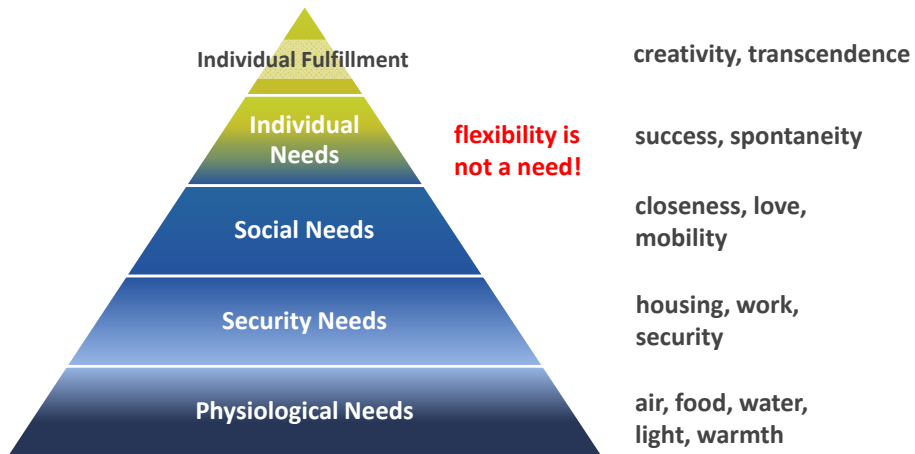 Individual Fulfillment
creativity, transcendence
Individual
Needs
flexibility is
not a need!
success, spontaneity
Social Needs
closeness, love,
mobility
Security Needs
housing, work,
security
Physiological Needs
air, food, water,
light, warmth